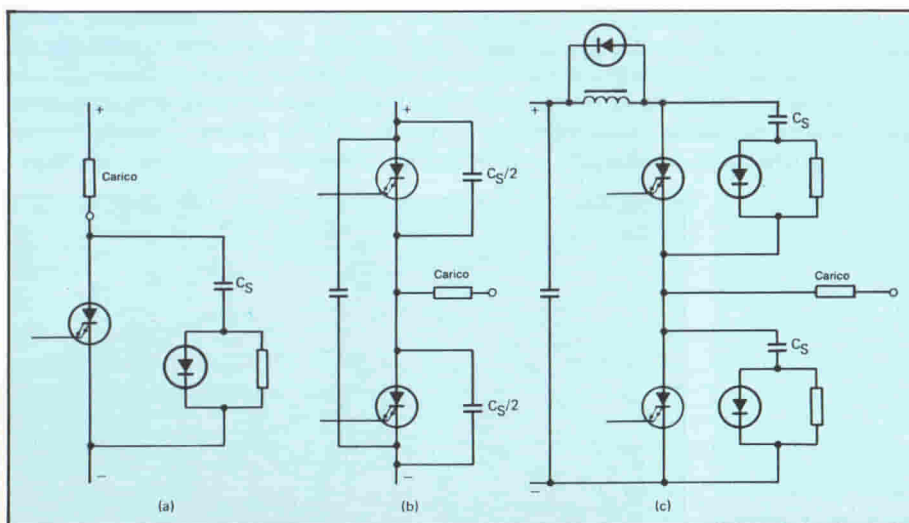 +
Carico
C_S
−
(a)
+
C_S/2
Carico
C_S/2
−
(b)
+
C_S
Carico
C_S
−
(c)